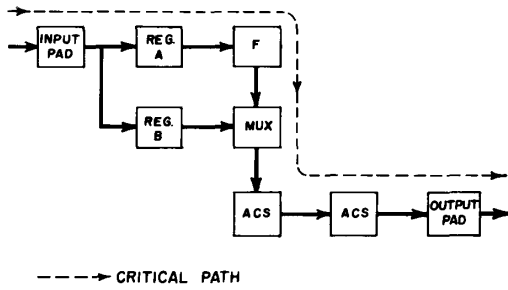 INPUT
PAD
REG.
A
F
REG.
B
MUX
ACS
ACS
OUTPUT
PAD
CRITICAL PATH